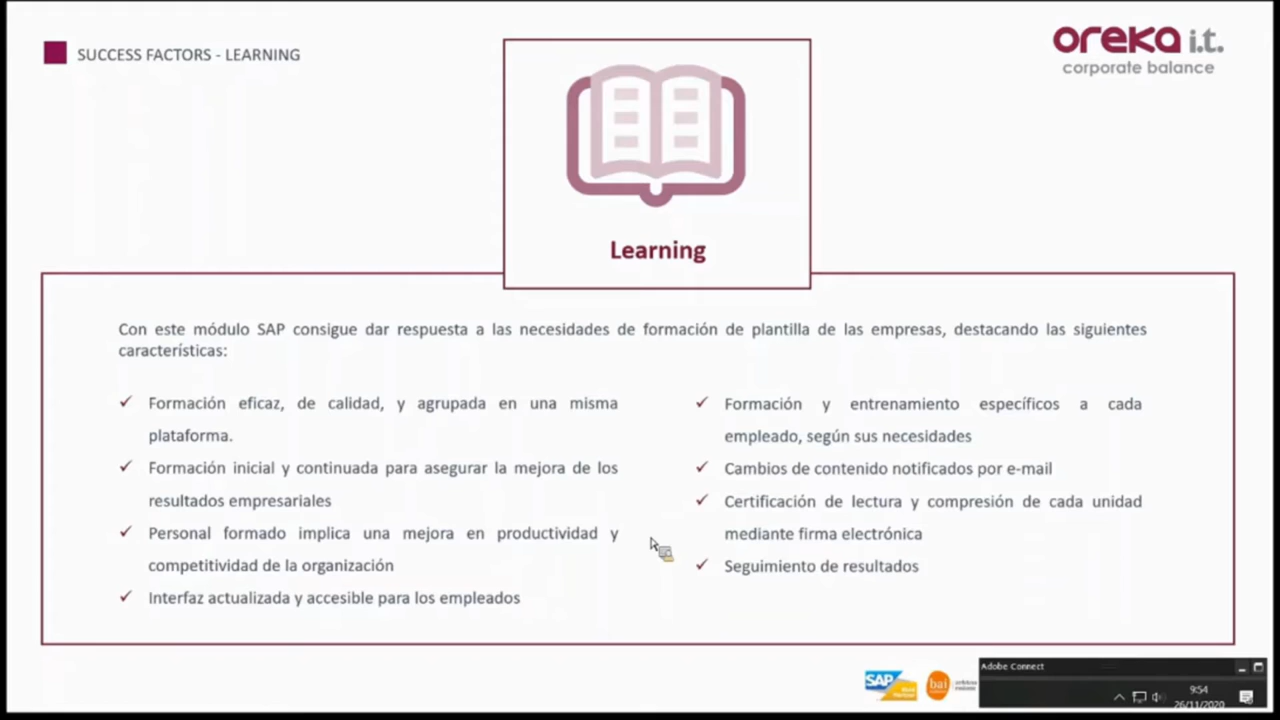 SUCCESS FACTORS - LEARNING
oreka i.t.
corporate balance
Learning
Con este módulo SAP consigue dar respuesta a las necesidades de formación de plantilla de las empresas, destacando las siguientes
características:
✓ Formación eficaz, de calidad, y agrupada en una misma
plataforma.
✓ Formación inicial y continuada para asegurar la mejora de los
resultados empresariales
✓ Personal formado implica una mejora en productividad y
competitividad de la organización
✓ Interfaz actualizada y accesible para los empleados
✓ Formación y entrenamiento específicos a cada
empleado, según sus necesidades
✓ Cambios de contenido notificados por e-mail
✓ Certificación de lectura y compresión de cada unidad
mediante firma electrónica
✓ Seguimiento de resultados
SAP
bai
Adobe Connect
9:54
26/11/2020